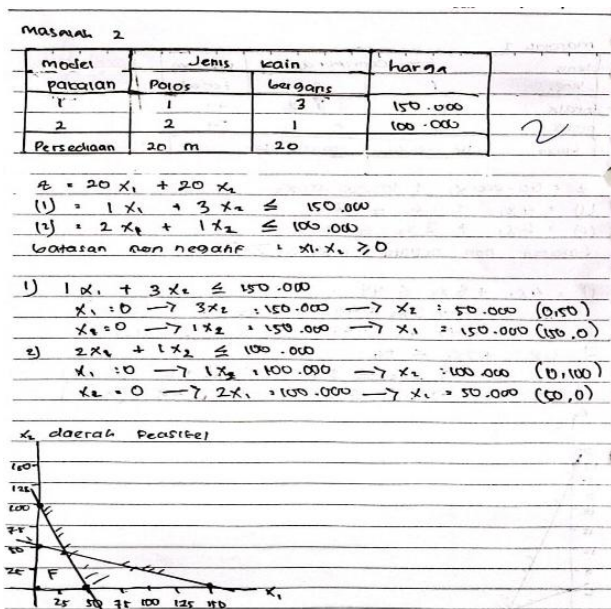 Masalah 2
model pakaian Jenis kain harga
Polos bergaris
1 1 3 150.000
2 2 1 100.000
Persediaan 20 m 20
2
z = 20 x₁ + 20 x₂
(1) = 1 x₁ + 3 x₂ ≤ 150.000
(2) = 2 x₁ + 1 x₂ ≤ 100.000
batasan non negatif : x₁. x₂ ≥ 0
1) 1 x₁ + 3 x₂ ≤ 150.000
x₁ : 0 → 3x₂ : 150.000 → x₂ : 50.000 (0,50)
x₂ = 0 → 1x₂ : 150.000 → x₁ = 150.000 (150,0)
2) 2x₁ + 1 x₂ ≤ 100.000
x₁ : 0 → 1x₂ : 100.000 → x₂ : 100.000 (0,100)
x₂ = 0 → 2x₁ : 100.000 → x₁ = 50.000 (50,0)
x₂ daerah Feasibel
150
125
100
75
50
25 F
25 50 75 100 125 150 x₁